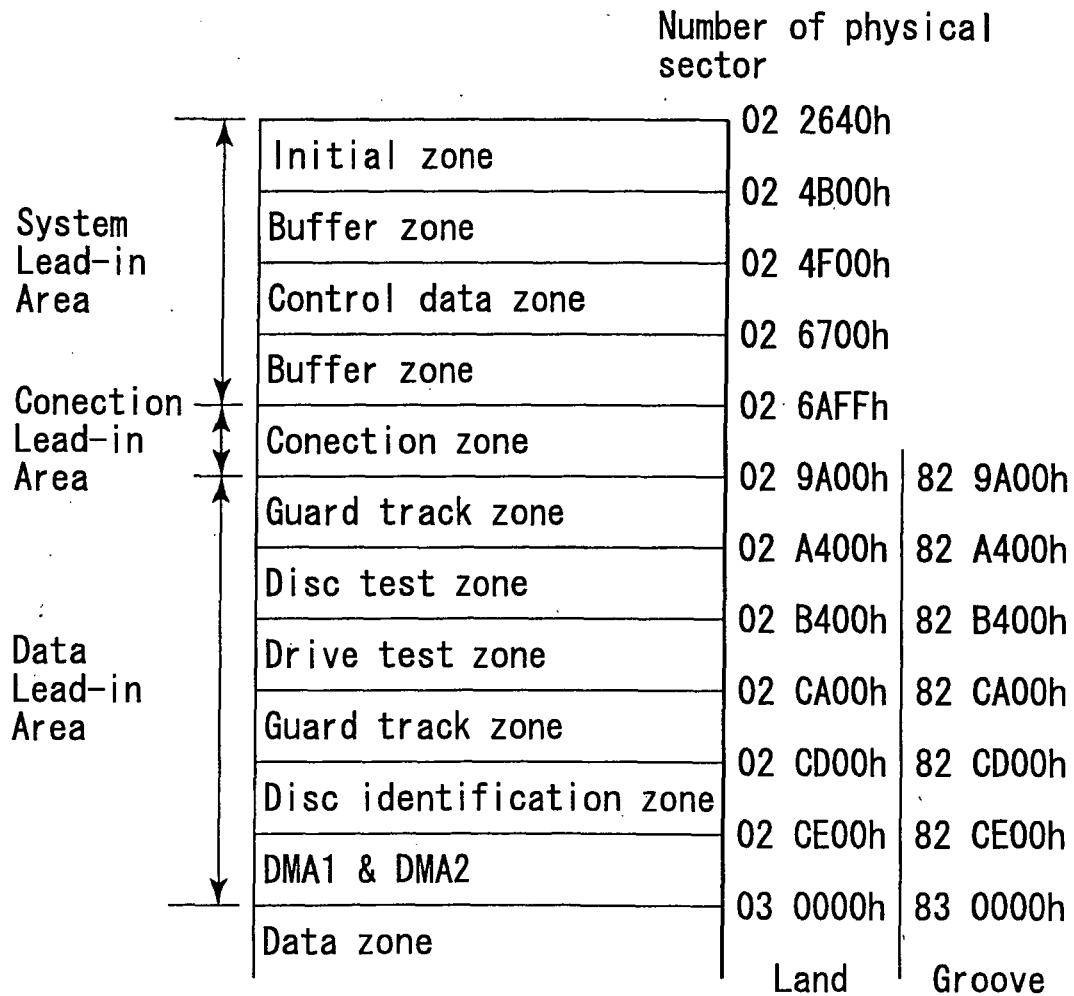 Number of physical
sector
02 2640h
Initial zone
02 4B00h
Buffer zone
02 4F00h
Control data zone
02 6700h
Buffer zone
02 6AFFh
System
Lead-in
Area
Conection
Lead-in
Area
Conection zone
02 9A00h 82 9A00h
Guard track zone
02 A400h 82 A400h
Disc test zone
02 B400h 82 B400h
Drive test zone
02 CA00h 82 CA00h
Guard track zone
02 CD00h 82 CD00h
Disc identification zone
02 CE00h 82 CE00h
DMA1 & DMA2
03 0000h 83 0000h
Data
Lead-in
Area
Data zone
Land Groove